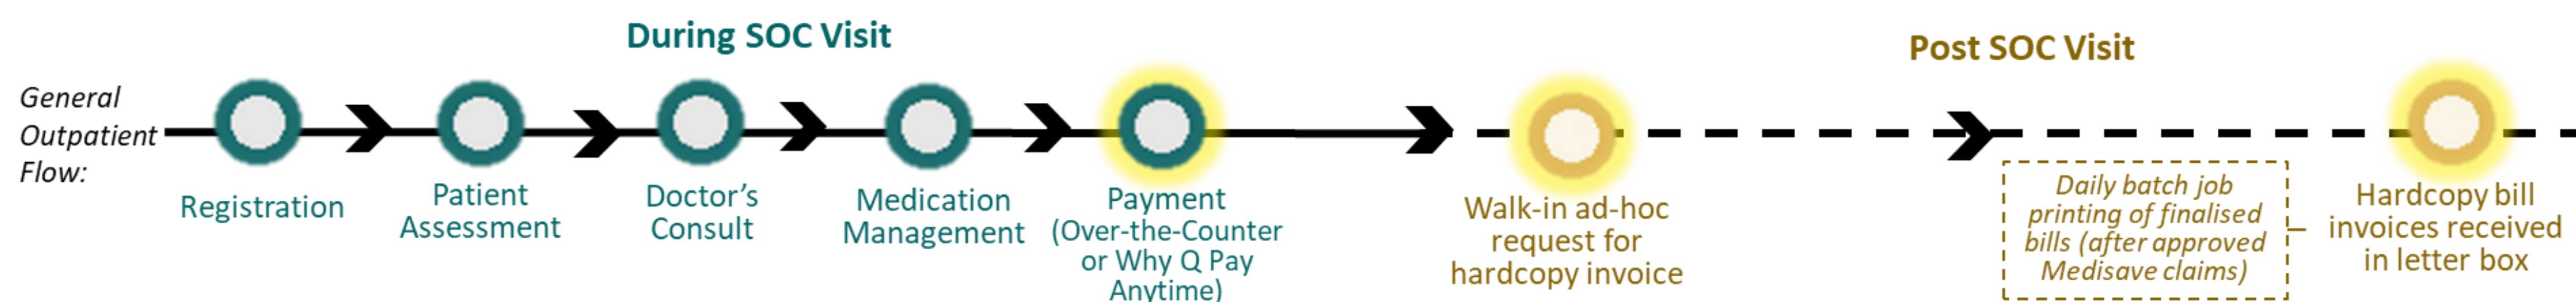 During SOC Visit
Post SOC Visit
General
Outpatient
Flow:
Registration
Patient
Assessment
Doctor's
Consult
Medication
Management
Payment
(Over-the-Counter
or Why Q Pay
Anytime)
Walk-in ad-hoc
request for
hardcopy invoice
Daily batch job
printing of finalised
bills (after approved
Medisave claims)
Hardcopy bill
invoices received
in letter box